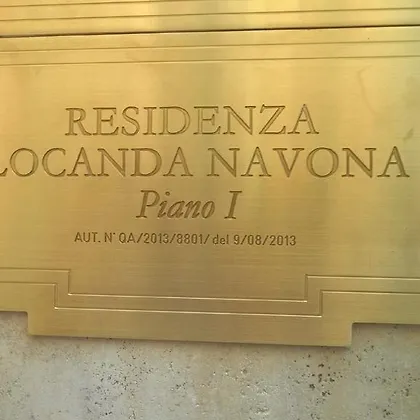 RESIDENZA
LOCANDA NAVONA
Piano I
AUT. N° QA/2013/8801/ del 9/08/2013